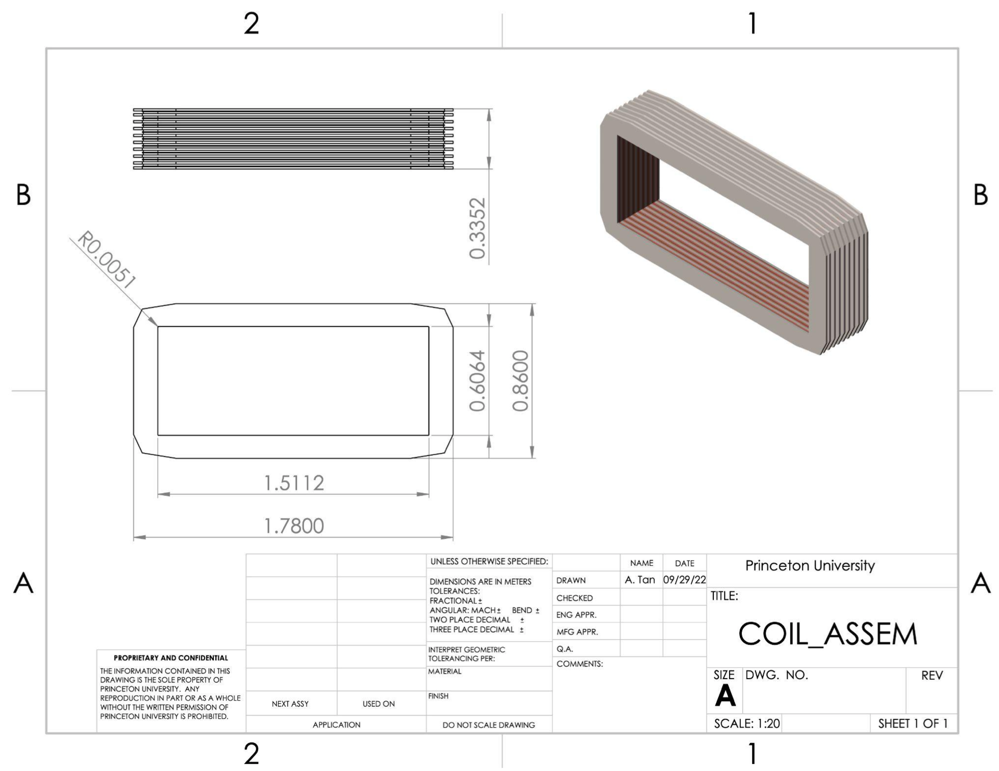 2
1
B
B
0.3352
R0.0051
0.6064
0.8600
1.5112
1.7800
A
A
UNLESS OTHERWISE SPECIFIED:
DIMENSIONS ARE IN METERS
TOLERANCES:
FRACTIONAL ±
ANGULAR: MACH ± BEND ±
TWO PLACE DECIMAL ±
THREE PLACE DECIMAL ±
INTERPRET GEOMETRIC
TOLERANCING PER:
MATERIAL
FINISH
DO NOT SCALE DRAWING
NAME DATE
DRAWN A. Tan 09/29/22
CHECKED
ENG APPR.
MFG APPR.
Q.A.
COMMENTS:
Princeton University
TITLE:
COIL_ASSEM
SIZE DWG. NO. REV
A
SCALE: 1:20 SHEET 1 OF 1
PROPRIETARY AND CONFIDENTIAL
THE INFORMATION CONTAINED IN THIS
DRAWING IS THE SOLE PROPERTY OF
PRINCETON UNIVERSITY. ANY
REPRODUCTION IN PART OR AS A WHOLE
WITHOUT THE WRITTEN PERMISSION OF
PRINCETON UNIVERSITY IS PROHIBITED.
NEXT ASSY USED ON
APPLICATION
2
1